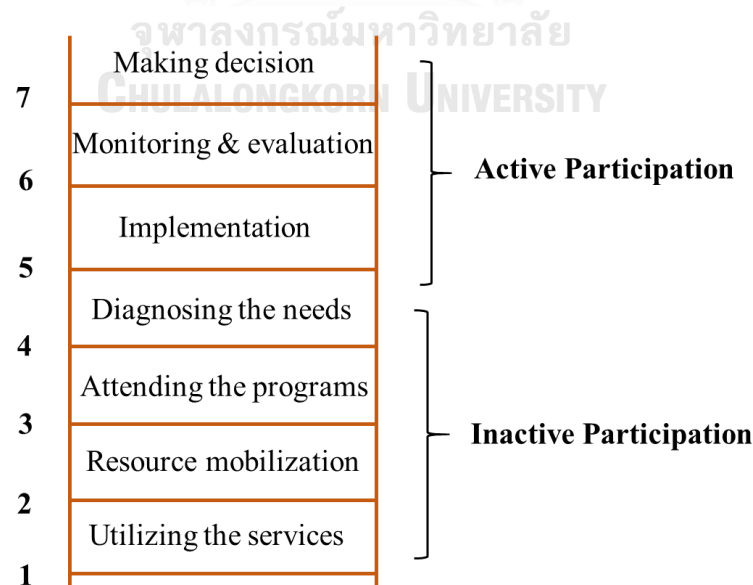 จุฬาลงกรณ์มหาวิทยาลัย
CHULALONGKORN UNIVERSITY
Making decision
7
Monitoring & evaluation
Active Participation
6
Implementation
5
Diagnosing the needs
4
Attending the programs
3
Inactive Participation
Resource mobilization
2
Utilizing the services
1